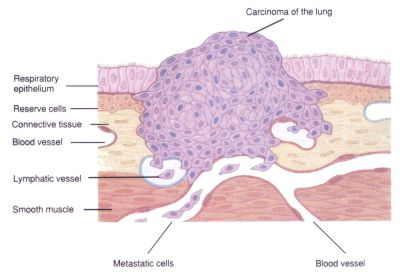 Carcinoma of the lung
Respiratory
epithelium
Reserve cells
Connective tissue
Blood vessel
Lymphatic vessel
Smooth muscle
Metastatic cells
Blood vessel